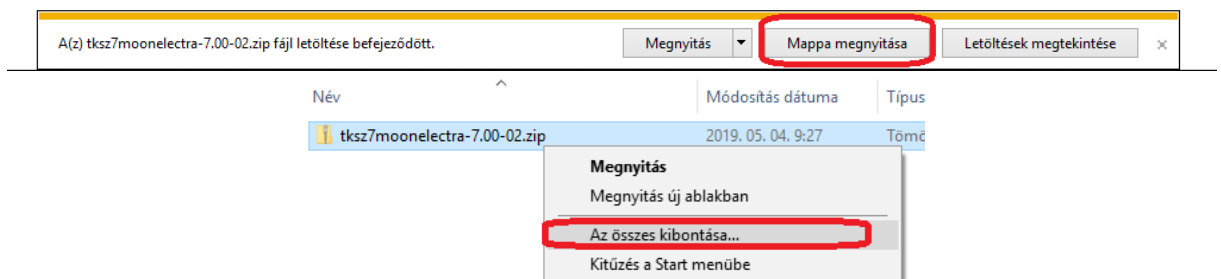 A(z) tksz7moonelectra-7.00-02.zip fájl letöltése befejeződött. Megnyitás Mappa megnyitása Letöltések megtekintése
Név Módosítás dátuma Típus
tksz7moonelectra-7.00-02.zip 2019. 05. 04. 9:27 Tömö
Megnyitás
Megnyitás új ablakban
Az összes kibontása...
Kitűzés a Start menübe